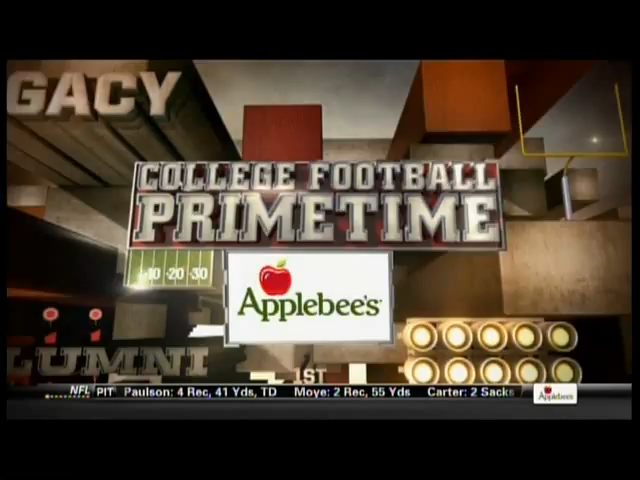 GACY
COLLEGE FOOTBALL
PRIMETIME
-10 -20 -30
Applebee's
LUMNI
1ST
NFL PIT Paulson: 4 Rec, 41 Yds, TD Moye: 2 Rec, 55 Yds Carter: 2 Sacks Applebee's